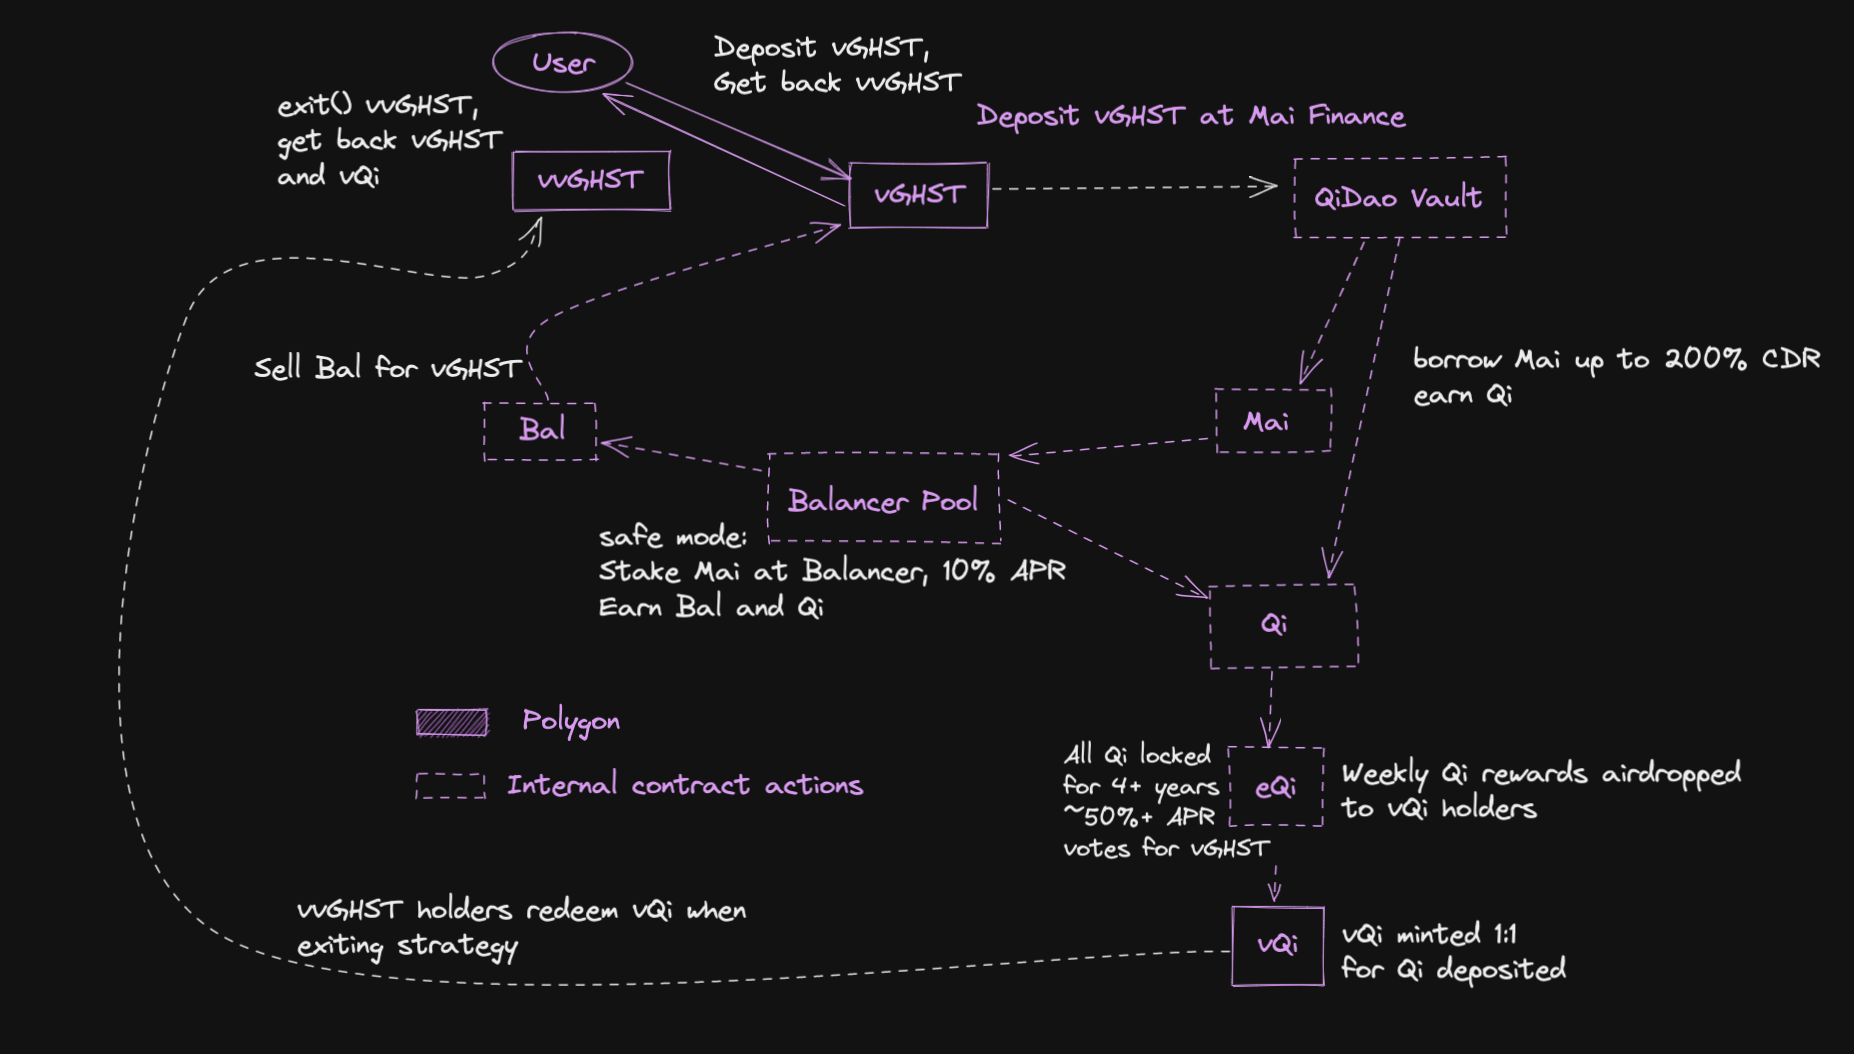 User
Deposit vGHST,
Get back vvGHST
exit() vvGHST,
get back vGHST
and vQi
Deposit vGHST at Mai Finance
vvGHST
vGHST
QiDao Vault
Sell Bal for vGHST
borrow Mai up to 200% CDR
earn Qi
Bal
Mai
Balancer Pool
safe mode:
Stake Mai at Balancer, 10% APR
Earn Bal and Qi
Qi
Polygon
Internal contract actions
All Qi locked
for 4+ years
~50%+ APR
votes for vGHST
eQi
Weekly Qi rewards airdropped
to vQi holders
vvGHST holders redeem vQi when
exiting strategy
vQi
vQi minted 1:1
for Qi deposited